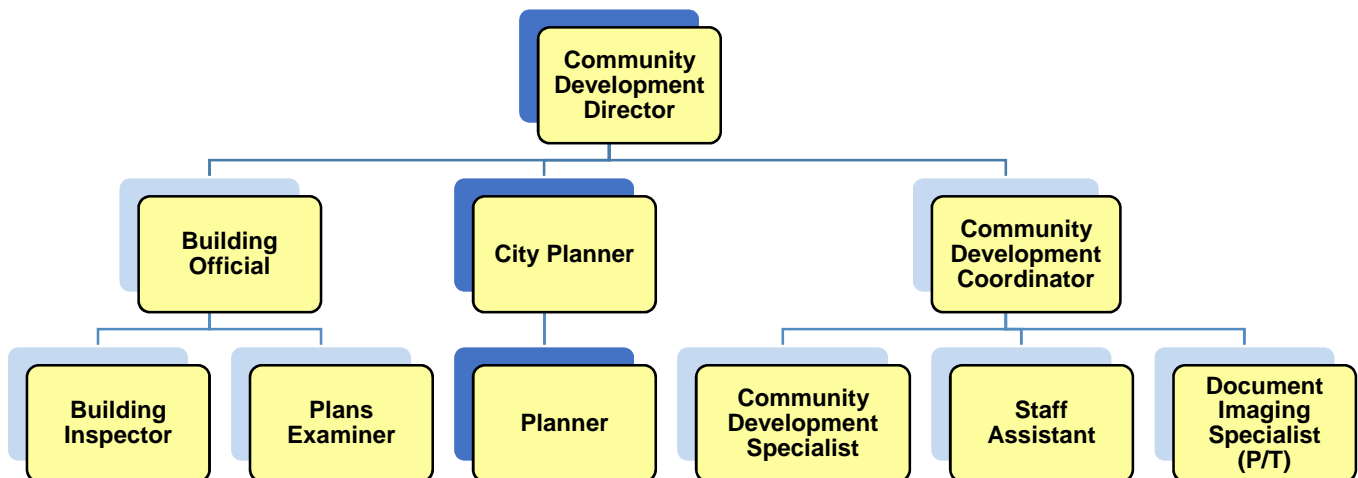 Community
Development
Director
Building
Official
City Planner
Community
Development
Coordinator
Building
Inspector
Plans
Examiner
Planner
Community
Development
Specialist
Staff
Assistant
Document
Imaging
Specialist
(P/T)